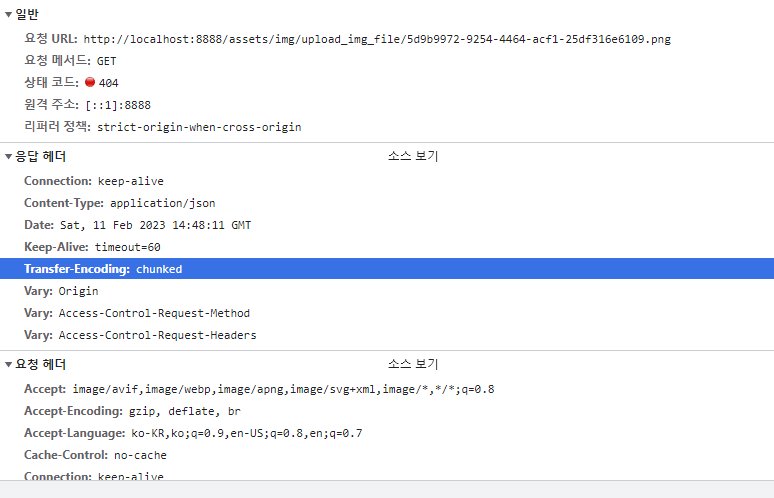 일반
요청 URL: http://localhost:8888/assets/img/upload_img_file/5d9b9972-9254-4464-acf1-25df316e6109.png
요청 메서드: GET
상태 코드: 404
원격 주소: [::1]:8888
리퍼러 정책: strict-origin-when-cross-origin
응답 헤더 소스 보기
Connection: keep-alive
Content-Type: application/json
Date: Sat, 11 Feb 2023 14:48:11 GMT
Keep-Alive: timeout=60
Transfer-Encoding: chunked
Vary: Origin
Vary: Access-Control-Request-Method
Vary: Access-Control-Request-Headers
요청 헤더 소스 보기
Accept: image/avif,image/webp,image/apng,image/svg+xml,image/*,*/*;q=0.8
Accept-Encoding: gzip, deflate, br
Accept-Language: ko-KR,ko;q=0.9,en-US;q=0.8,en;q=0.7
Cache-Control: no-cache
Connection: keep-alive